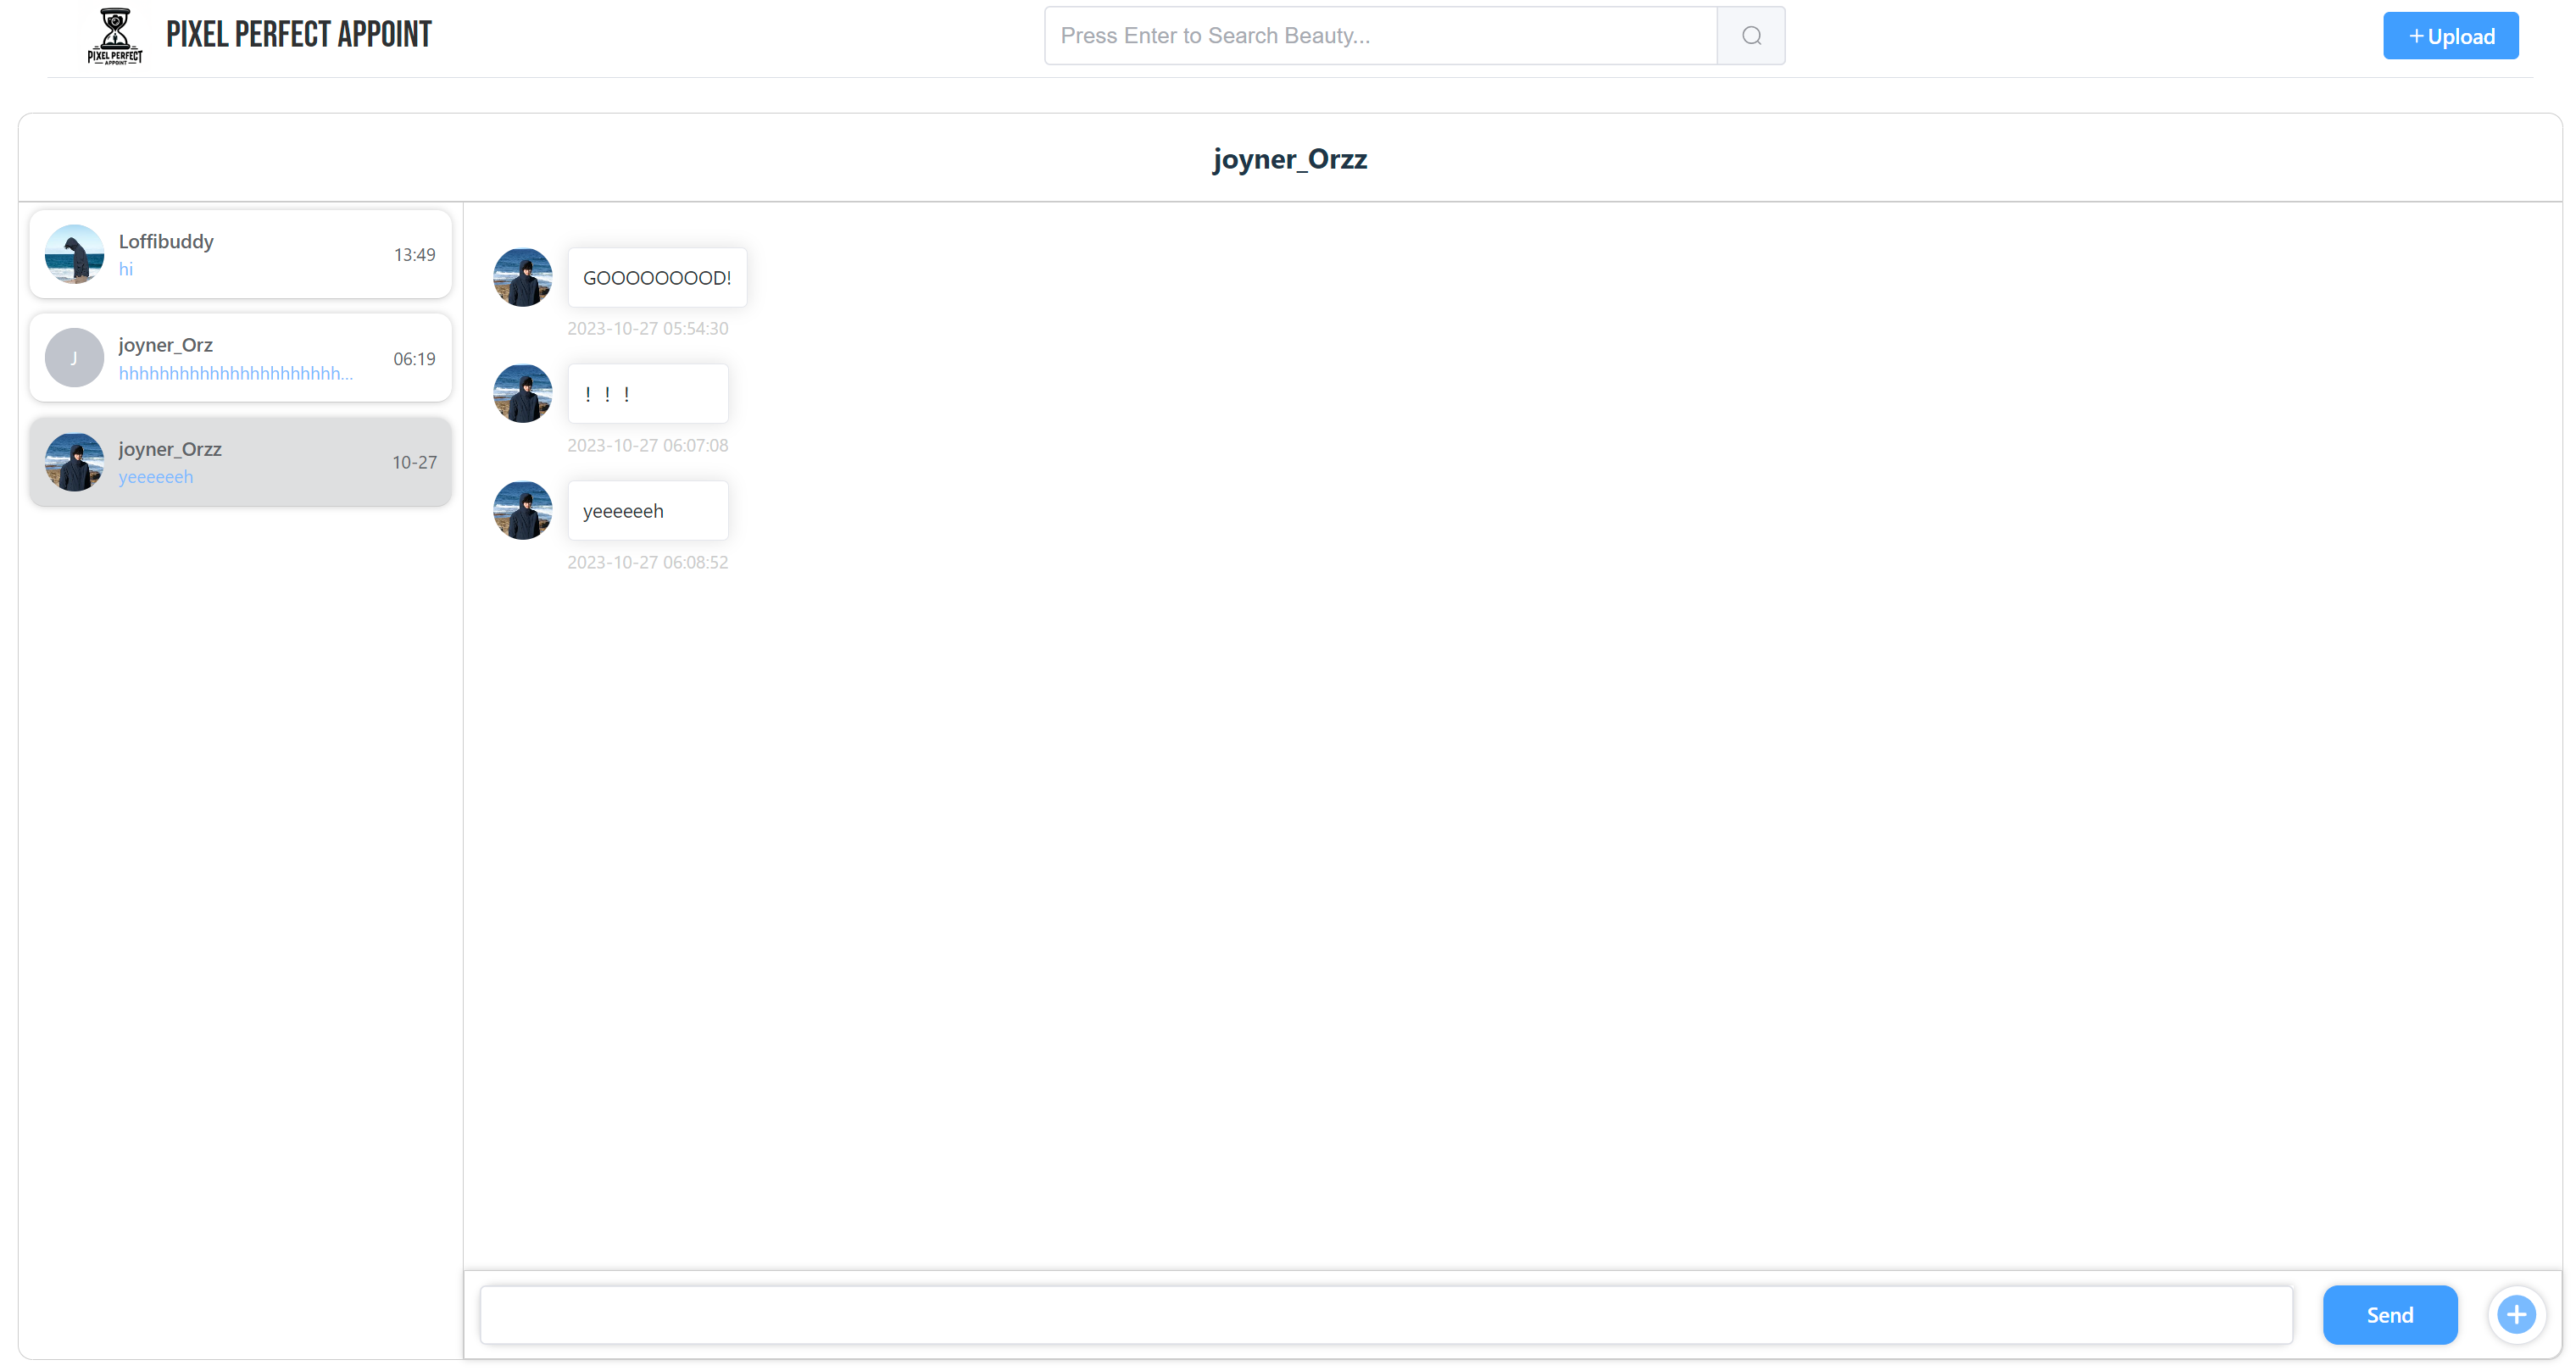 PIXEL PERFECT
APPOINT
PIXEL PERFECT APPOINT
Press Enter to Search Beauty...
+ Upload
joyner_Orzz
Loffibuddy
hi
13:49
J
joyner_Orz
hhhhhhhhhhhhhhhhhhhhhh...
06:19
joyner_Orzz
yeeeeeeh
10-27
GOOOOOOOOD!
2023-10-27 05:54:30
！！！
2023-10-27 06:07:08
yeeeeeeh
2023-10-27 06:08:52
Send